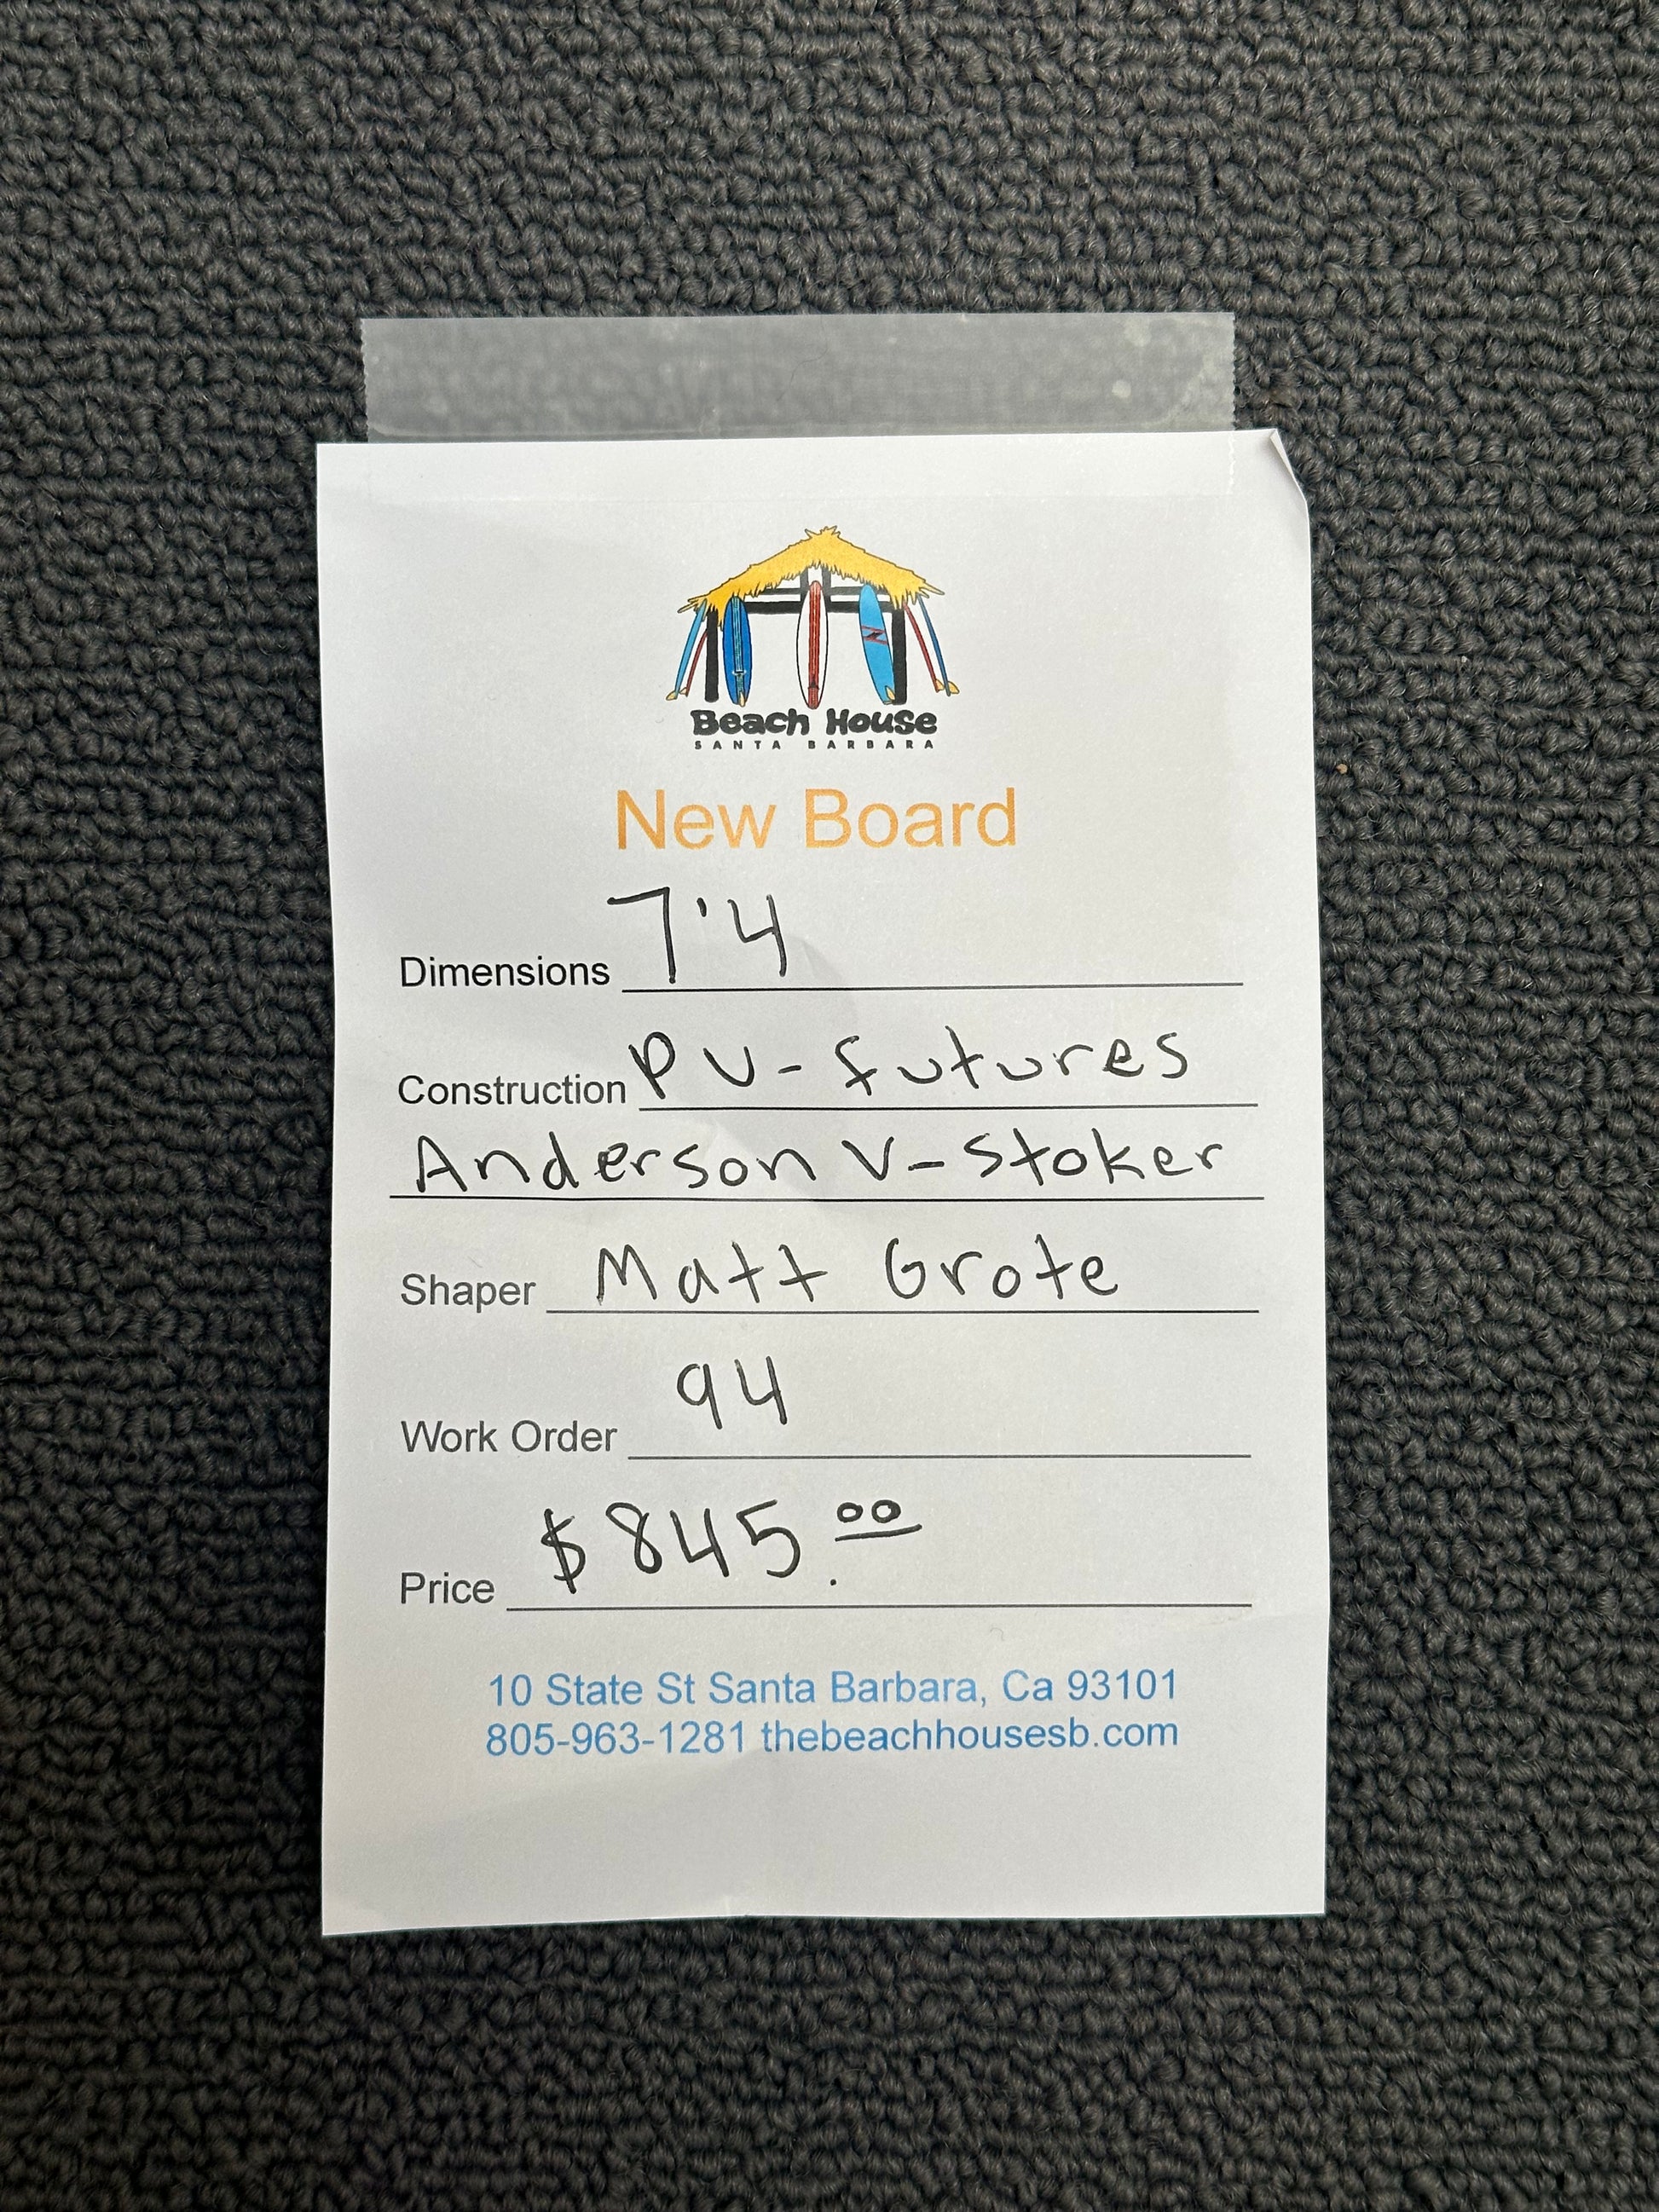 Beach House
SANTA BARBARA
New Board
Dimensions 7'4
Construction PU-futures
Anderson V-Stoker
Shaper Matt Grote
Work Order 94
Price $845.00
10 State St Santa Barbara, Ca 93101
805-963-1281 thebeachhousesb.com